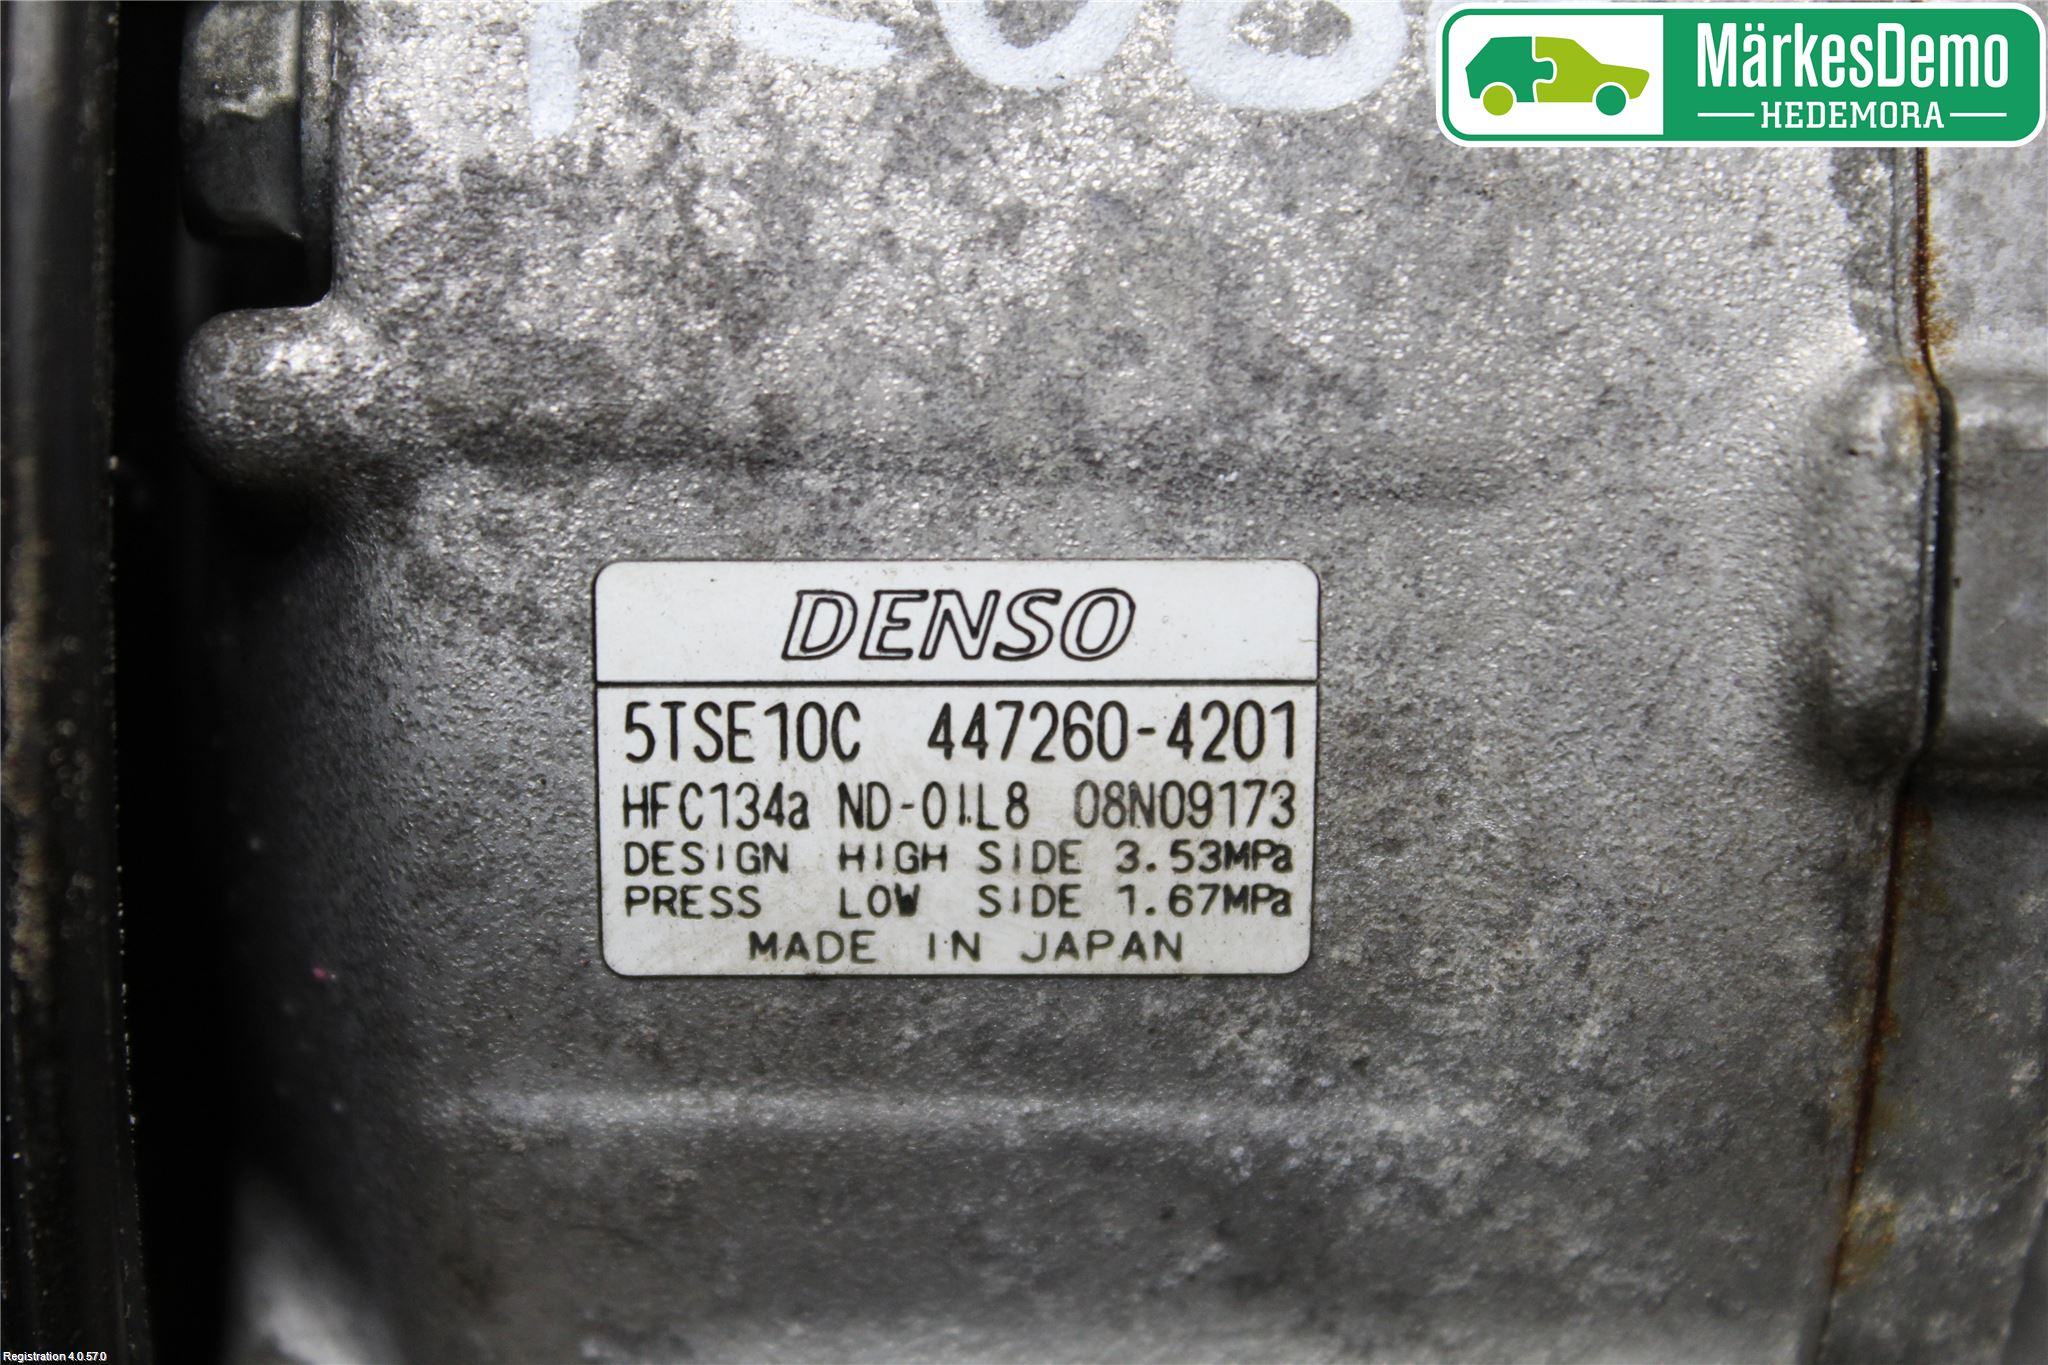 MärkesDemo
HEDEMORA
DENSO
5TSE10C 447260-4201
HFC134a ND-OIL8 08N09173
DESIGN HIGH SIDE 3.53MPa
PRESS LOW SIDE 1.67MPa
MADE IN JAPAN
Registration 4.0.57.0